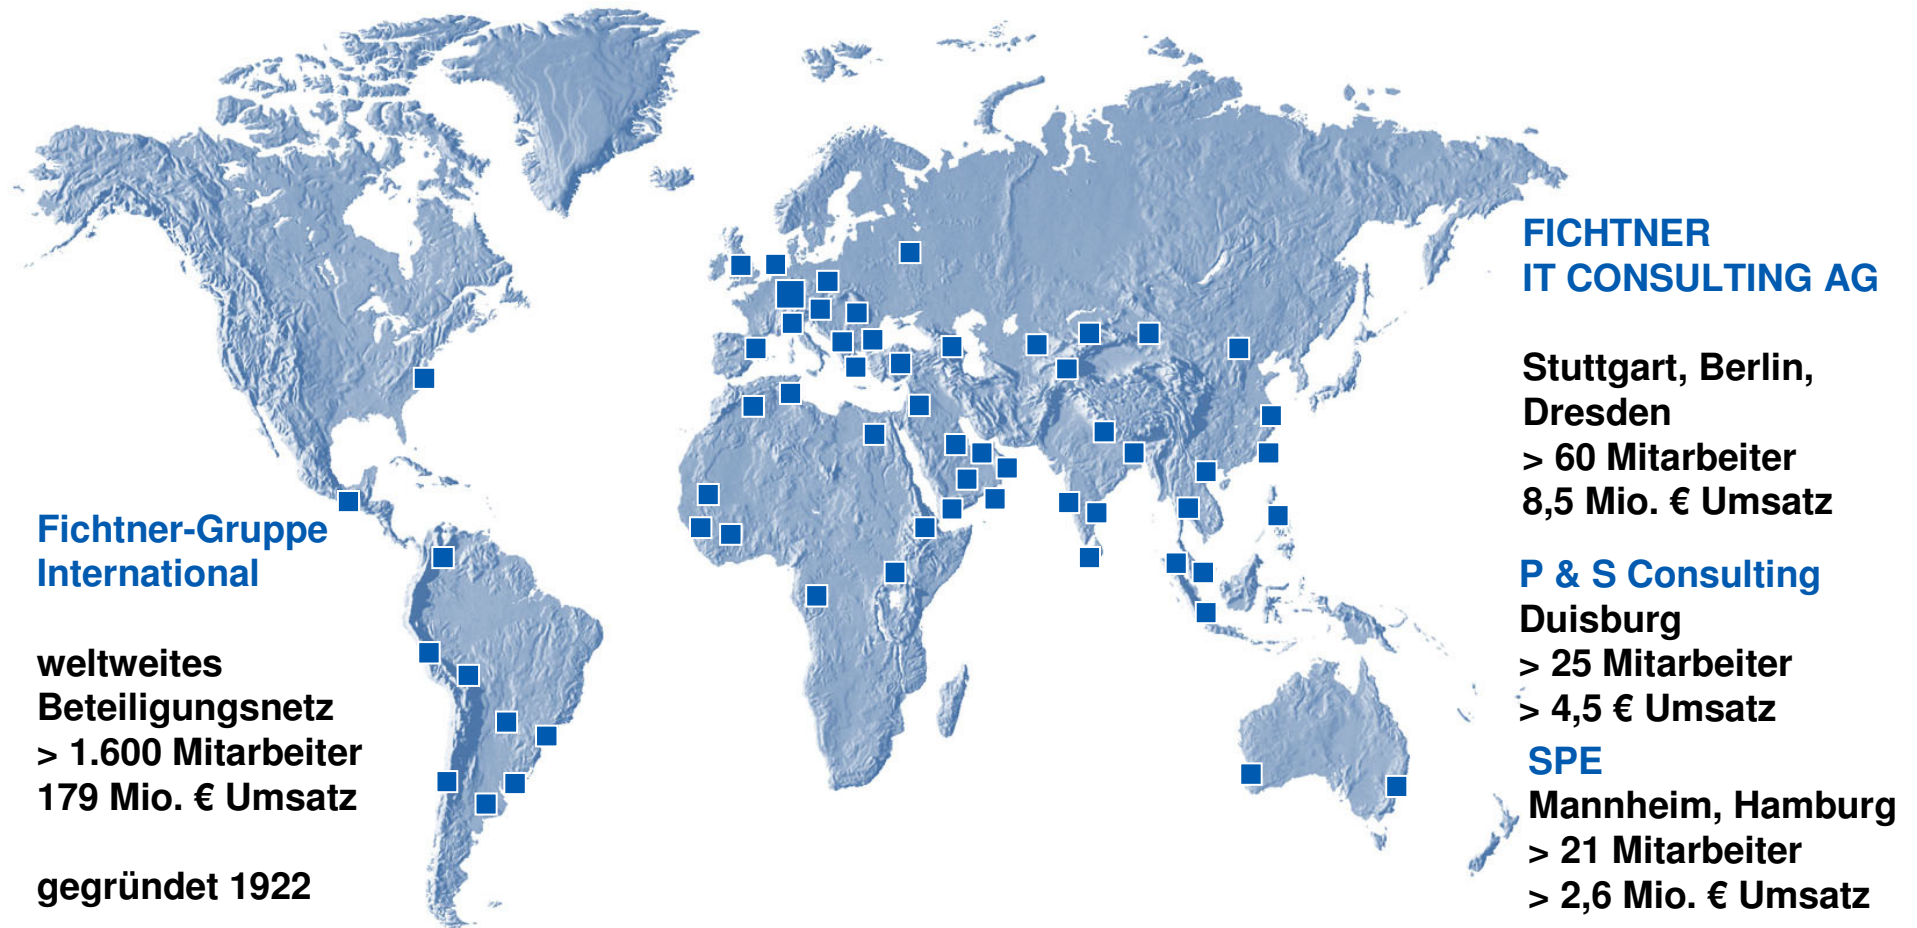 Fichtner-Gruppe
International
weltweites
Beteiligungsnetz
> 1.600 Mitarbeiter
179 Mio. € Umsatz
gegründet 1922
FICHTNER
IT CONSULTING AG
Stuttgart, Berlin,
Dresden
> 60 Mitarbeiter
8,5 Mio. € Umsatz
P & S Consulting
Duisburg
> 25 Mitarbeiter
> 4,5 € Umsatz
SPE
Mannheim, Hamburg
> 21 Mitarbeiter
> 2,6 Mio. € Umsatz